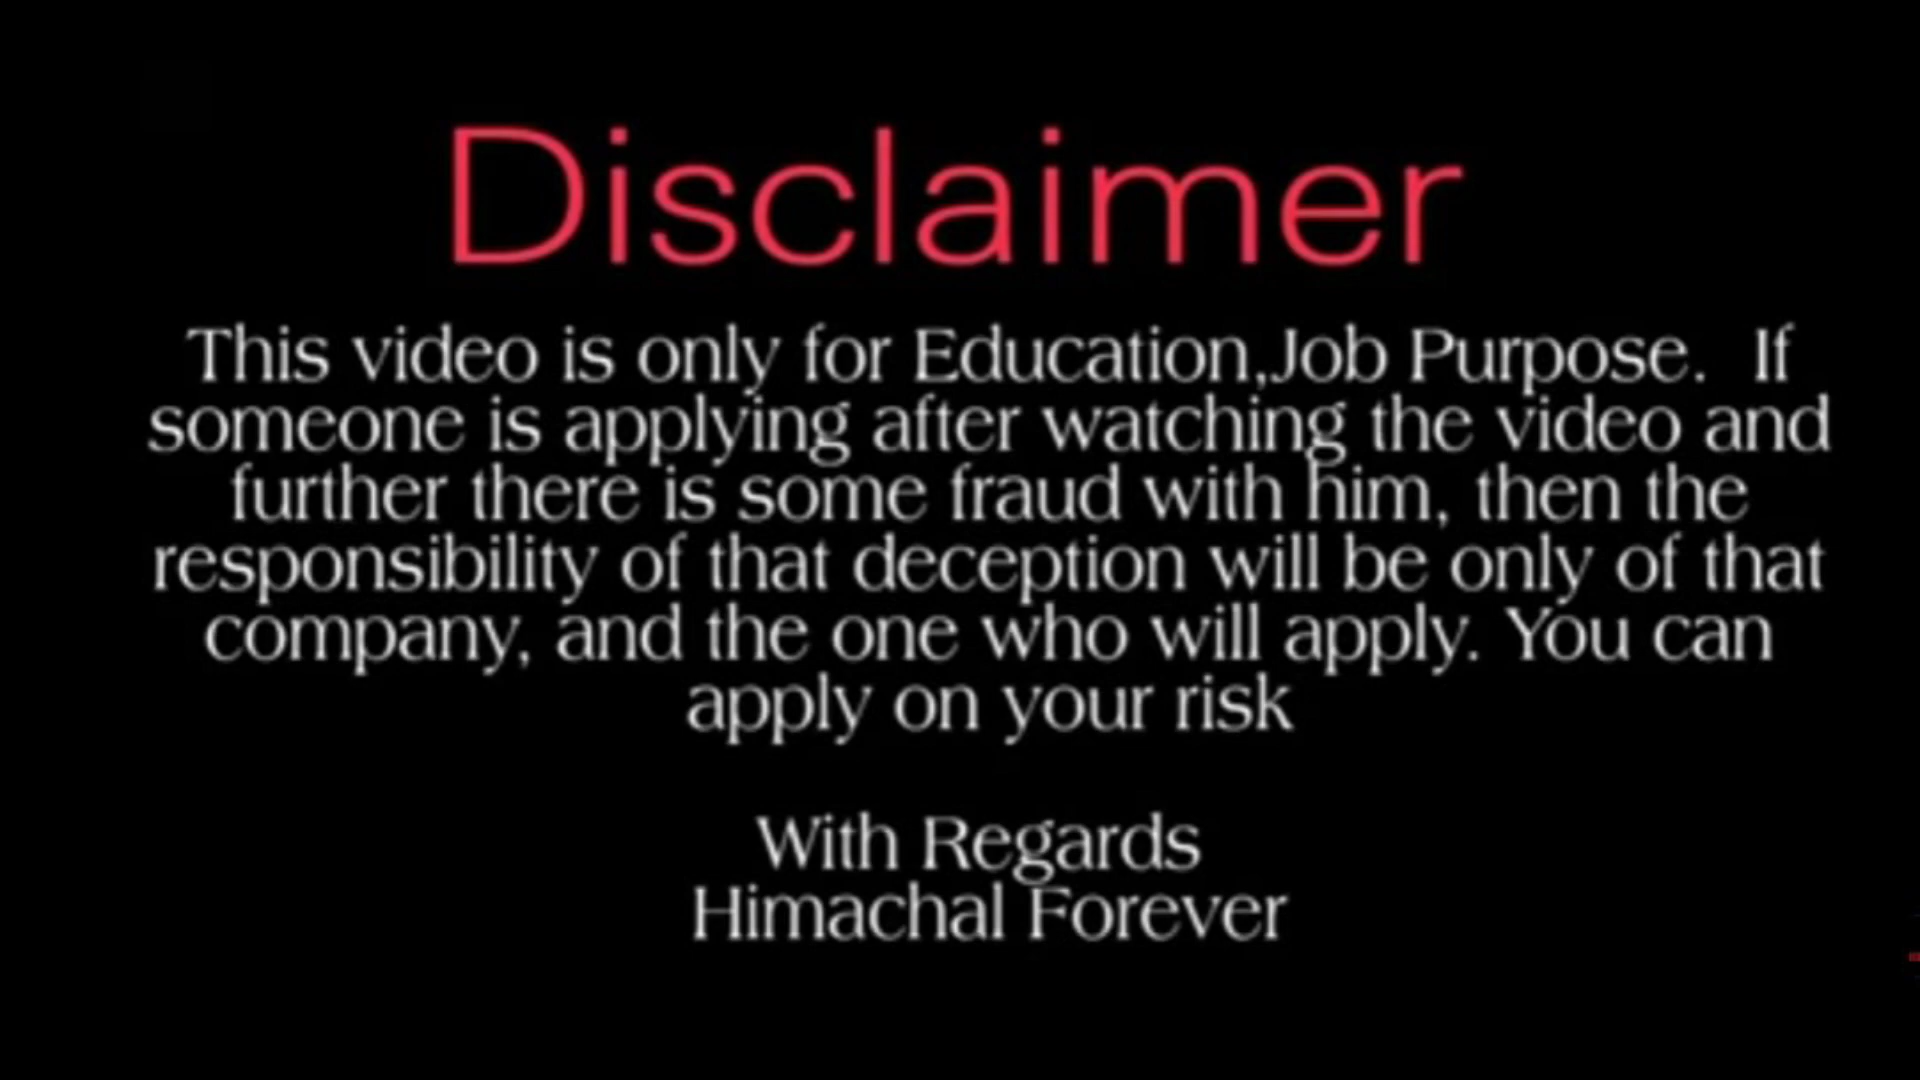 Disclaimer
This video is only for Education,Job Purpose.  If
someone is applying after watching the video and
further there is some fraud with him, then the
responsibility of that deception will be only of that
company, and the one who will apply. You can
apply on your risk
With Regards
Himachal Forever